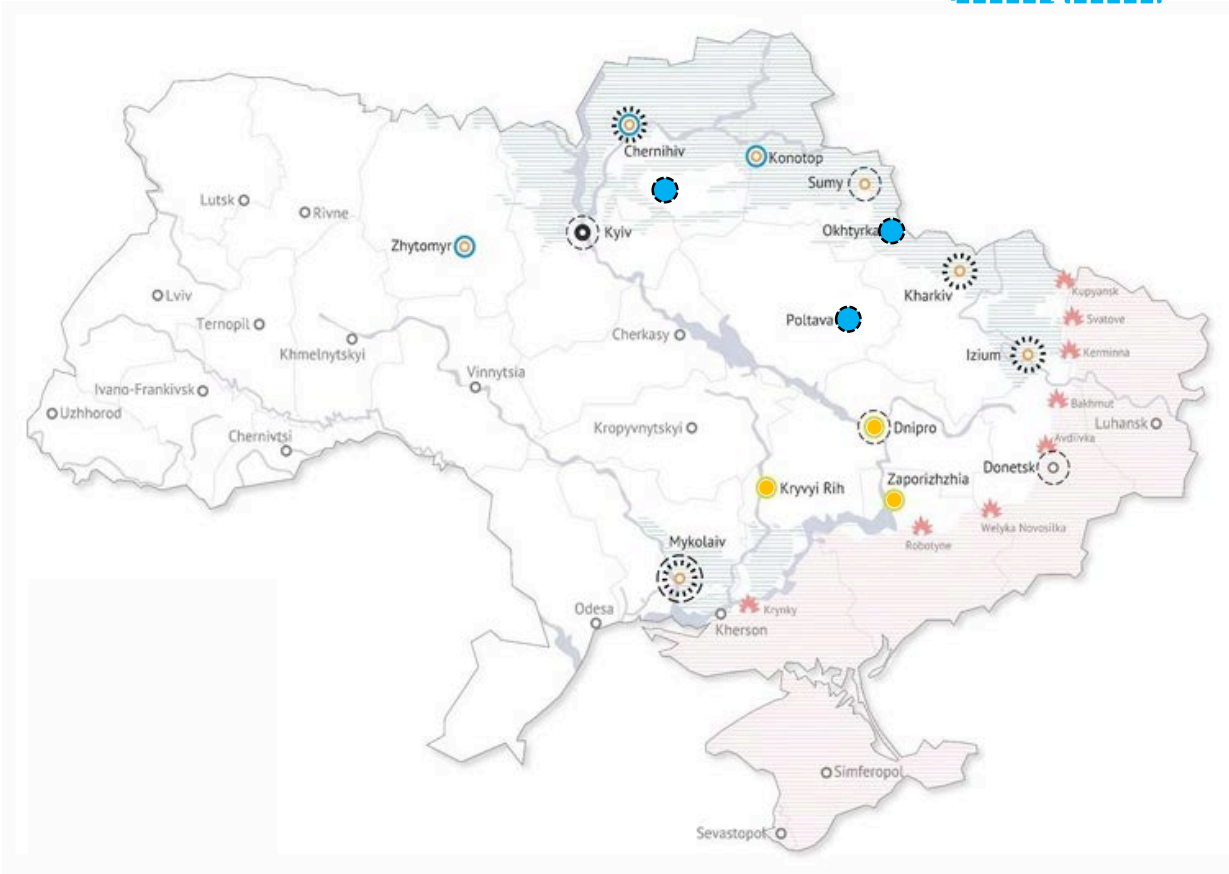 Chernihiv
Konotop
Sumy
Lutsk
Rivne
Kyiv
Okhtyrka
Zhytomyr
Kharkiv
Kupyansk
Lviv
Ternopil
Svatove
Poltava
Cherkasy
Khmelnytskyi
Izium
Kerminna
Vinnytsia
Ivano-Frankivsk
Bakhmut
Uzhhorod
Luhansk
Kropyvnytskyi
Dnipro
Chernivtsi
Avdiivka
Donetsk
Zaporizhzhia
Kryvyi Rih
Welyka Novosilka
Mykolaiv
Robotyne
Odesa
Krynky
Kherson
Simferopol
Sevastopol